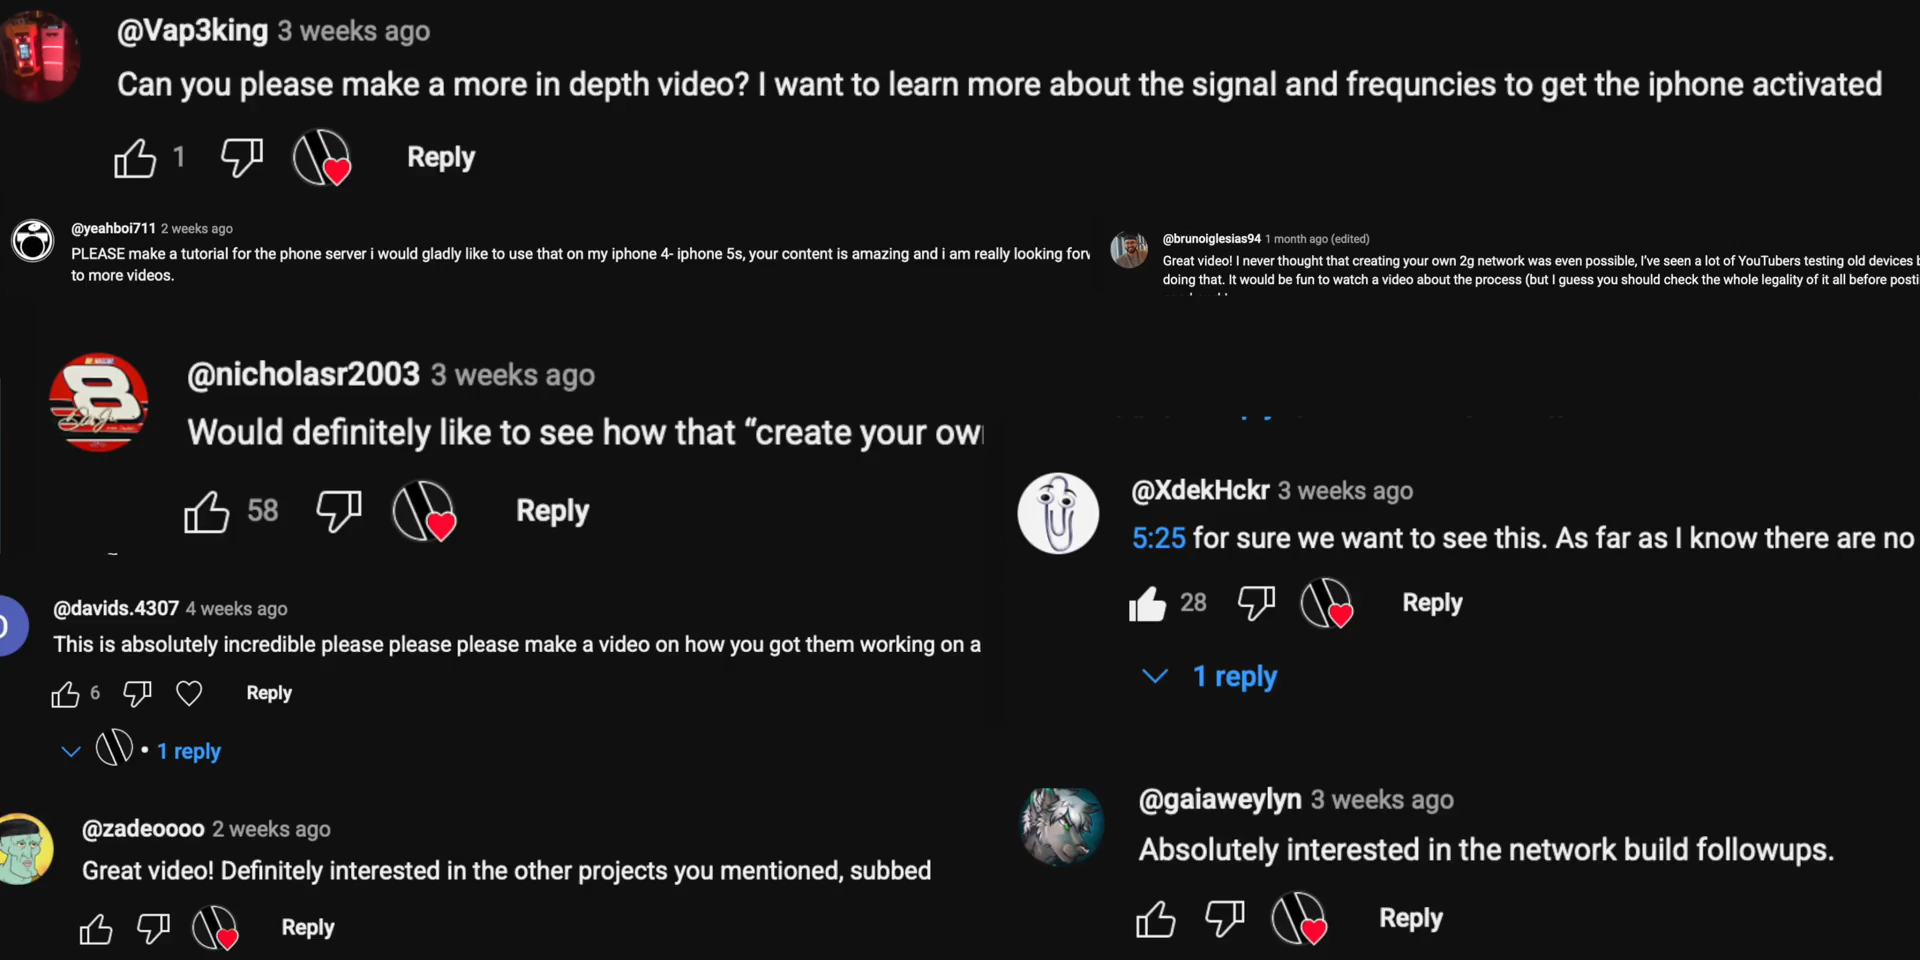 @Vap3king 3 weeks ago
Can you please make a more in depth video? I want to learn more about the signal and frequncies to get the iphone activated
1 Reply
@yeahboi711 2 weeks ago
PLEASE make a tutorial for the phone server i would gladly like to use that on my iphone 4- iphone 5s, your content is amazing and i am really looking
to more videos.
@brunoiglesias94 1 month ago (edited)
Great video! I never thought that creating your own 2g network was even possible, I've seen a lot of YouTubers testing old devices
doing that. It would be fun to watch a video about the process (but I guess you should check the whole legality of it all before
@nicholasr2003 3 weeks ago
Would definitely like to see how that “create your
58 Reply
@XdekHckr 3 weeks ago
5:25 for sure we want to see this. As far as I know there are no
28 Reply
1 reply
@davids.4307 4 weeks ago
This is absolutely incredible please please please make a video on how you got them working on a
6 Reply
• 1 reply
@zadeoooo 2 weeks ago
Great video! Definitely interested in the other projects you mentioned, subbed
Reply
@gaiaweylyn 3 weeks ago
Absolutely interested in the network build followups.
Reply